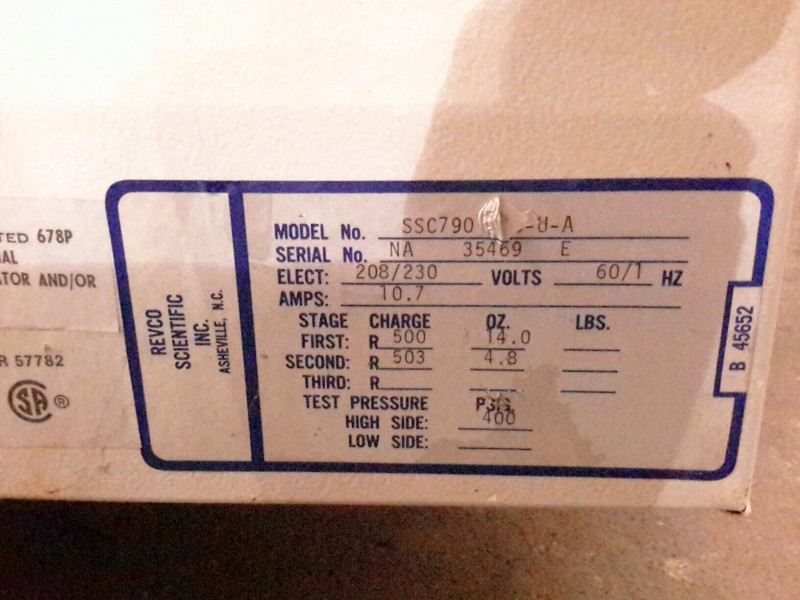 TED 678P
AL
TOR AND/OR
R 57782
SA ®
REVCO
SCIENTIFIC
INC.
ASHEVILLE, N.C.
MODEL No. SSC790 -A
SERIAL No. NA 35469 E
ELECT: 208/230 VOLTS 60/1 HZ
AMPS: 10.7
STAGE CHARGE OZ. LBS.
FIRST: R 500 14.0
SECOND: R 503 4.8
THIRD: R
TEST PRESSURE PSIG.
HIGH SIDE: 400
LOW SIDE:
B 45652